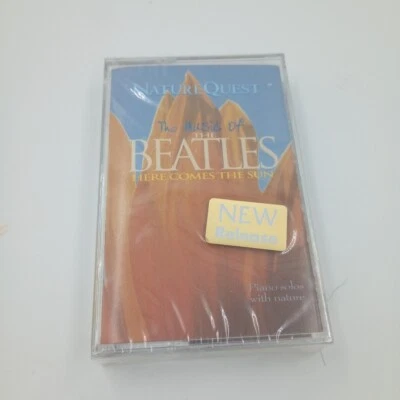 NATUREQUEST
The Music of
THE
BEATLES
HERE COMES THE SUN
NEW
Release
Piano solos
with nature